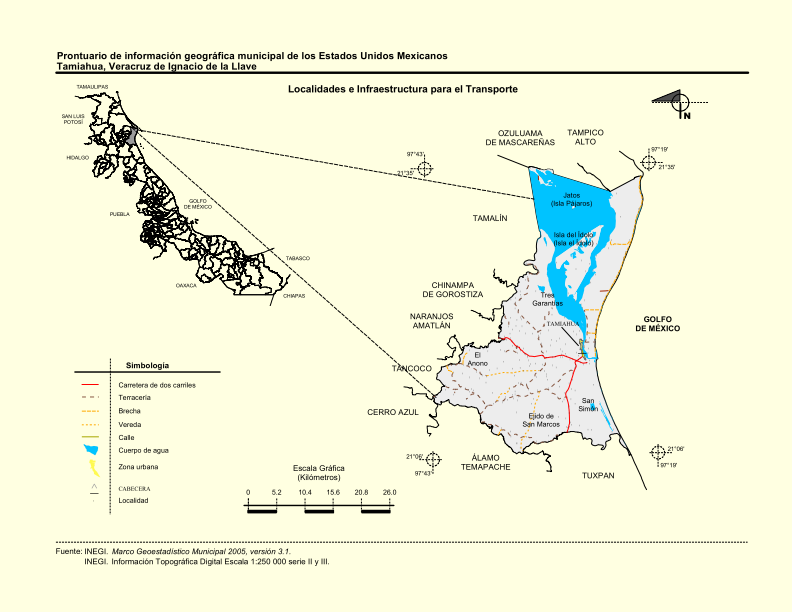 Prontuario de información geográfica municipal de los Estados Unidos Mexicanos
Tamiahua, Veracruz de Ignacio de la Llave
Localidades e Infraestructura para el Transporte
TAMAULIPAS
SAN LUIS
POTOSÍ
HIDALGO
PUEBLA
GOLFO
DE MÉXICO
TABASCO
OAXACA
CHIAPAS
N
OZULUAMA
DE MASCAREÑAS
TAMPICO
ALTO
97°43'
21°35'
97°19'
21°35'
Jatos
(Isla Pájaros)
TAMALÍN
Isla del Ídolo
(Isla el Ídolo)
CHINAMPA
DE GOROSTIZA
Tres
Garantías
NARANJOS
AMATLÁN
TAMIAHUA
GOLFO
DE MÉXICO
El
Anono
TANCOCO
CERRO AZUL
San
Simón
Ejido de
San Marcos
ÁLAMO
TEMAPACHE
TUXPAN
21°06'
97°43'
21°06'
97°19'
Simbología
Carretera de dos carriles
Terracería
Brecha
Vereda
Calle
Cuerpo de agua
Zona urbana
CABECERA
Localidad
Escala Gráfica
(Kilómetros)
0 5.2 10.4 15.6 20.8 26.0
Fuente: INEGI. Marco Geoestadístico Municipal 2005, versión 3.1.
INEGI. Información Topográfica Digital Escala 1:250 000 serie II y III.